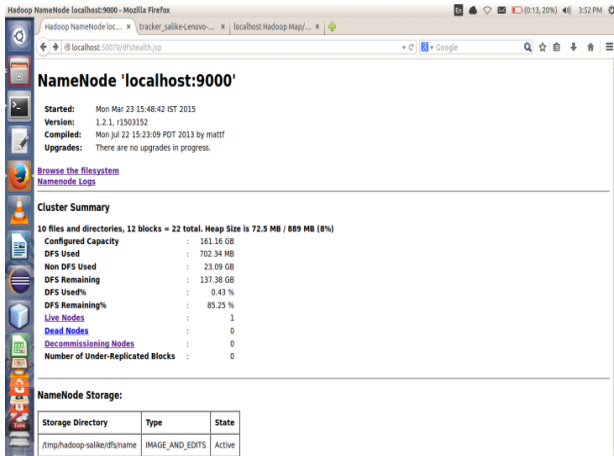 Hadoop NameNode localhost:9000 - Mozilla Firefox
En (0:13, 20%) 3:52 PM
Hadoop NameNode loc... x tracker_salike-Lenovo-... x localhost Hadoop Map/... x
localhost:50070/dfshealth.jsp Google
NameNode 'localhost:9000'
Started: Mon Mar 23 15:48:42 IST 2015
Version: 1.2.1, r1503152
Compiled: Mon Jul 22 15:23:09 PDT 2013 by mattf
Upgrades: There are no upgrades in progress.
Browse the filesystem
Namenode Logs
Cluster Summary
10 files and directories, 12 blocks = 22 total. Heap Size is 72.5 MB / 889 MB (8%)
Configured Capacity : 161.16 GB
DFS Used : 702.34 MB
Non DFS Used : 23.09 GB
DFS Remaining : 137.38 GB
DFS Used% : 0.43 %
DFS Remaining% : 85.25 %
Live Nodes : 1
Dead Nodes : 0
Decommissioning Nodes : 0
Number of Under-Replicated Blocks : 0
NameNode Storage:
Storage Directory Type State
/tmp/hadoop-salike/dfs/name IMAGE_AND_EDITS Active